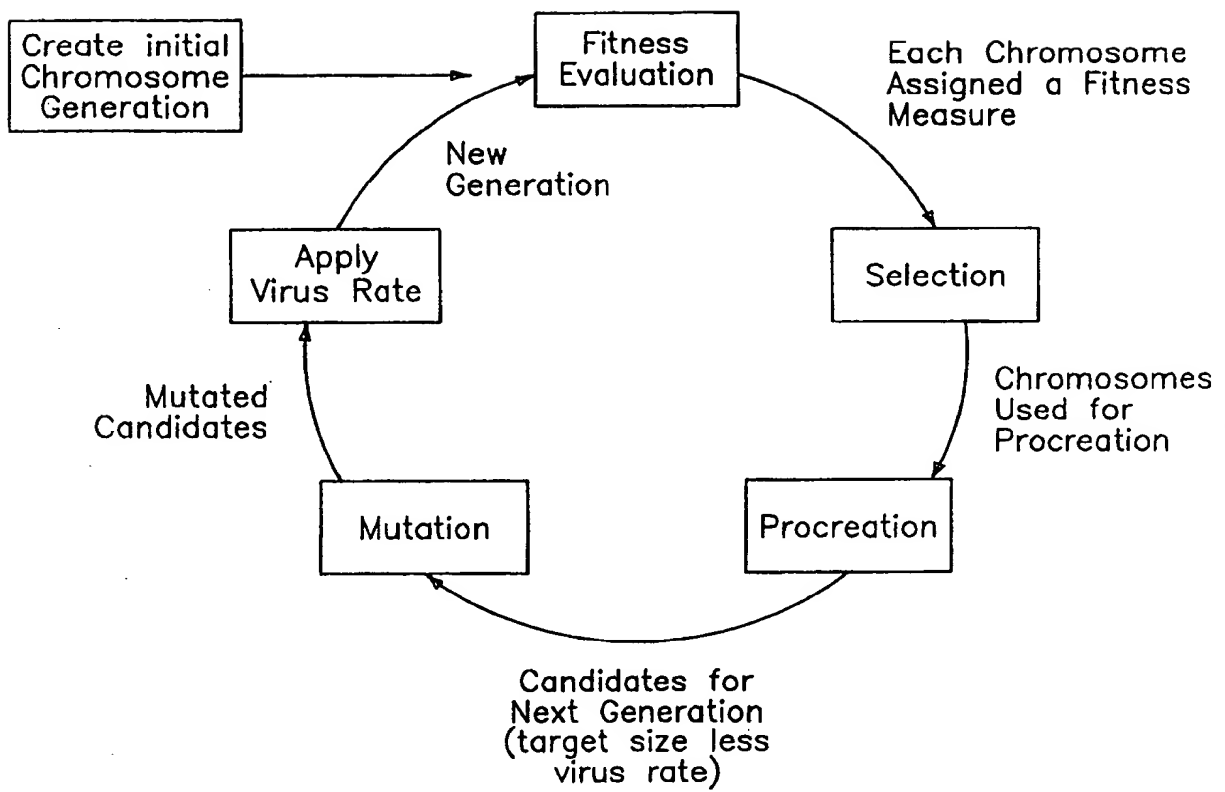 Create initial
Chromosome
Generation
Fitness
Evaluation
Each Chromosome
Assigned a Fitness
Measure
New
Generation
Apply
Virus Rate
Selection
Mutated
Candidates
Chromosomes
Used for
Procreation
Mutation
Procreation
Candidates for
Next Generation
(target size less
virus rate)